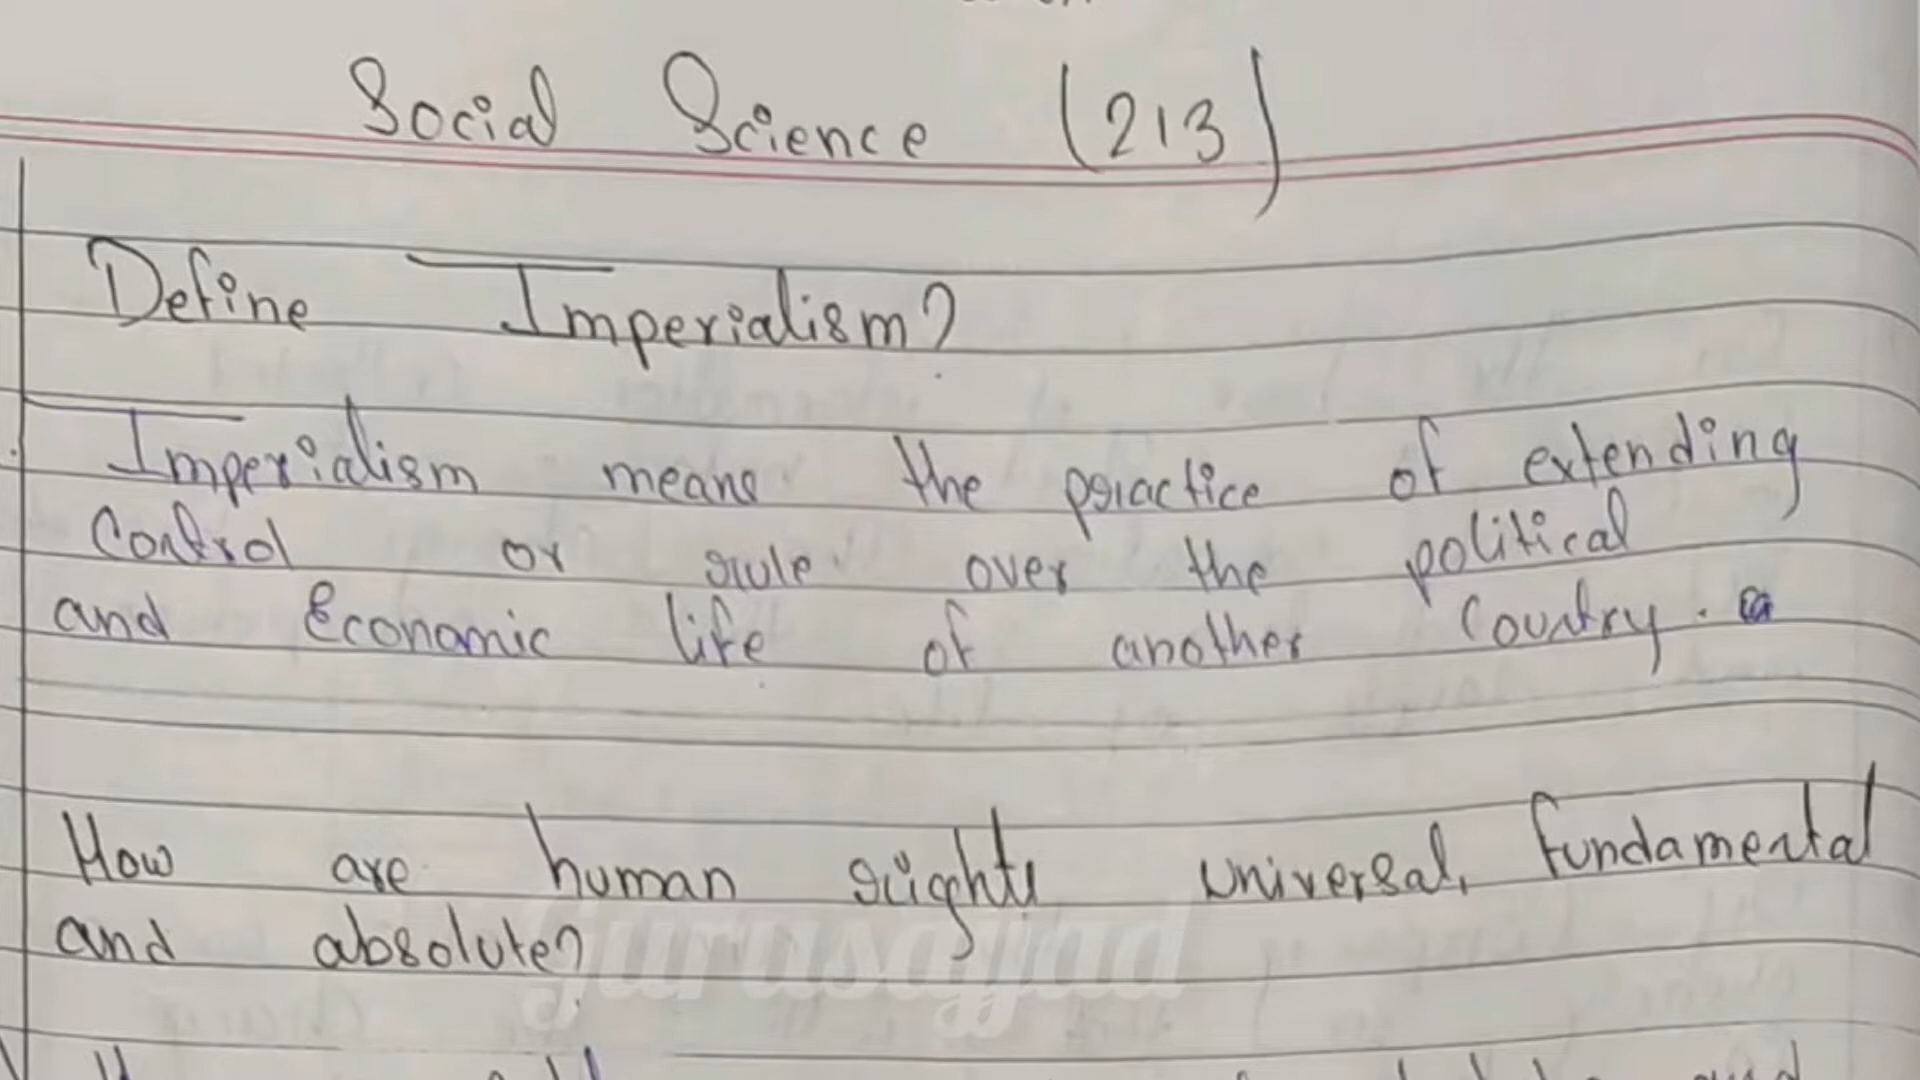 Social Science (213)
Define Imperialism?
Imperialism means the practice of extending
Control or rule over the political
and Economic life of another Country.
How are human rights universal, fundamental
and absolute?
Gurusajjad